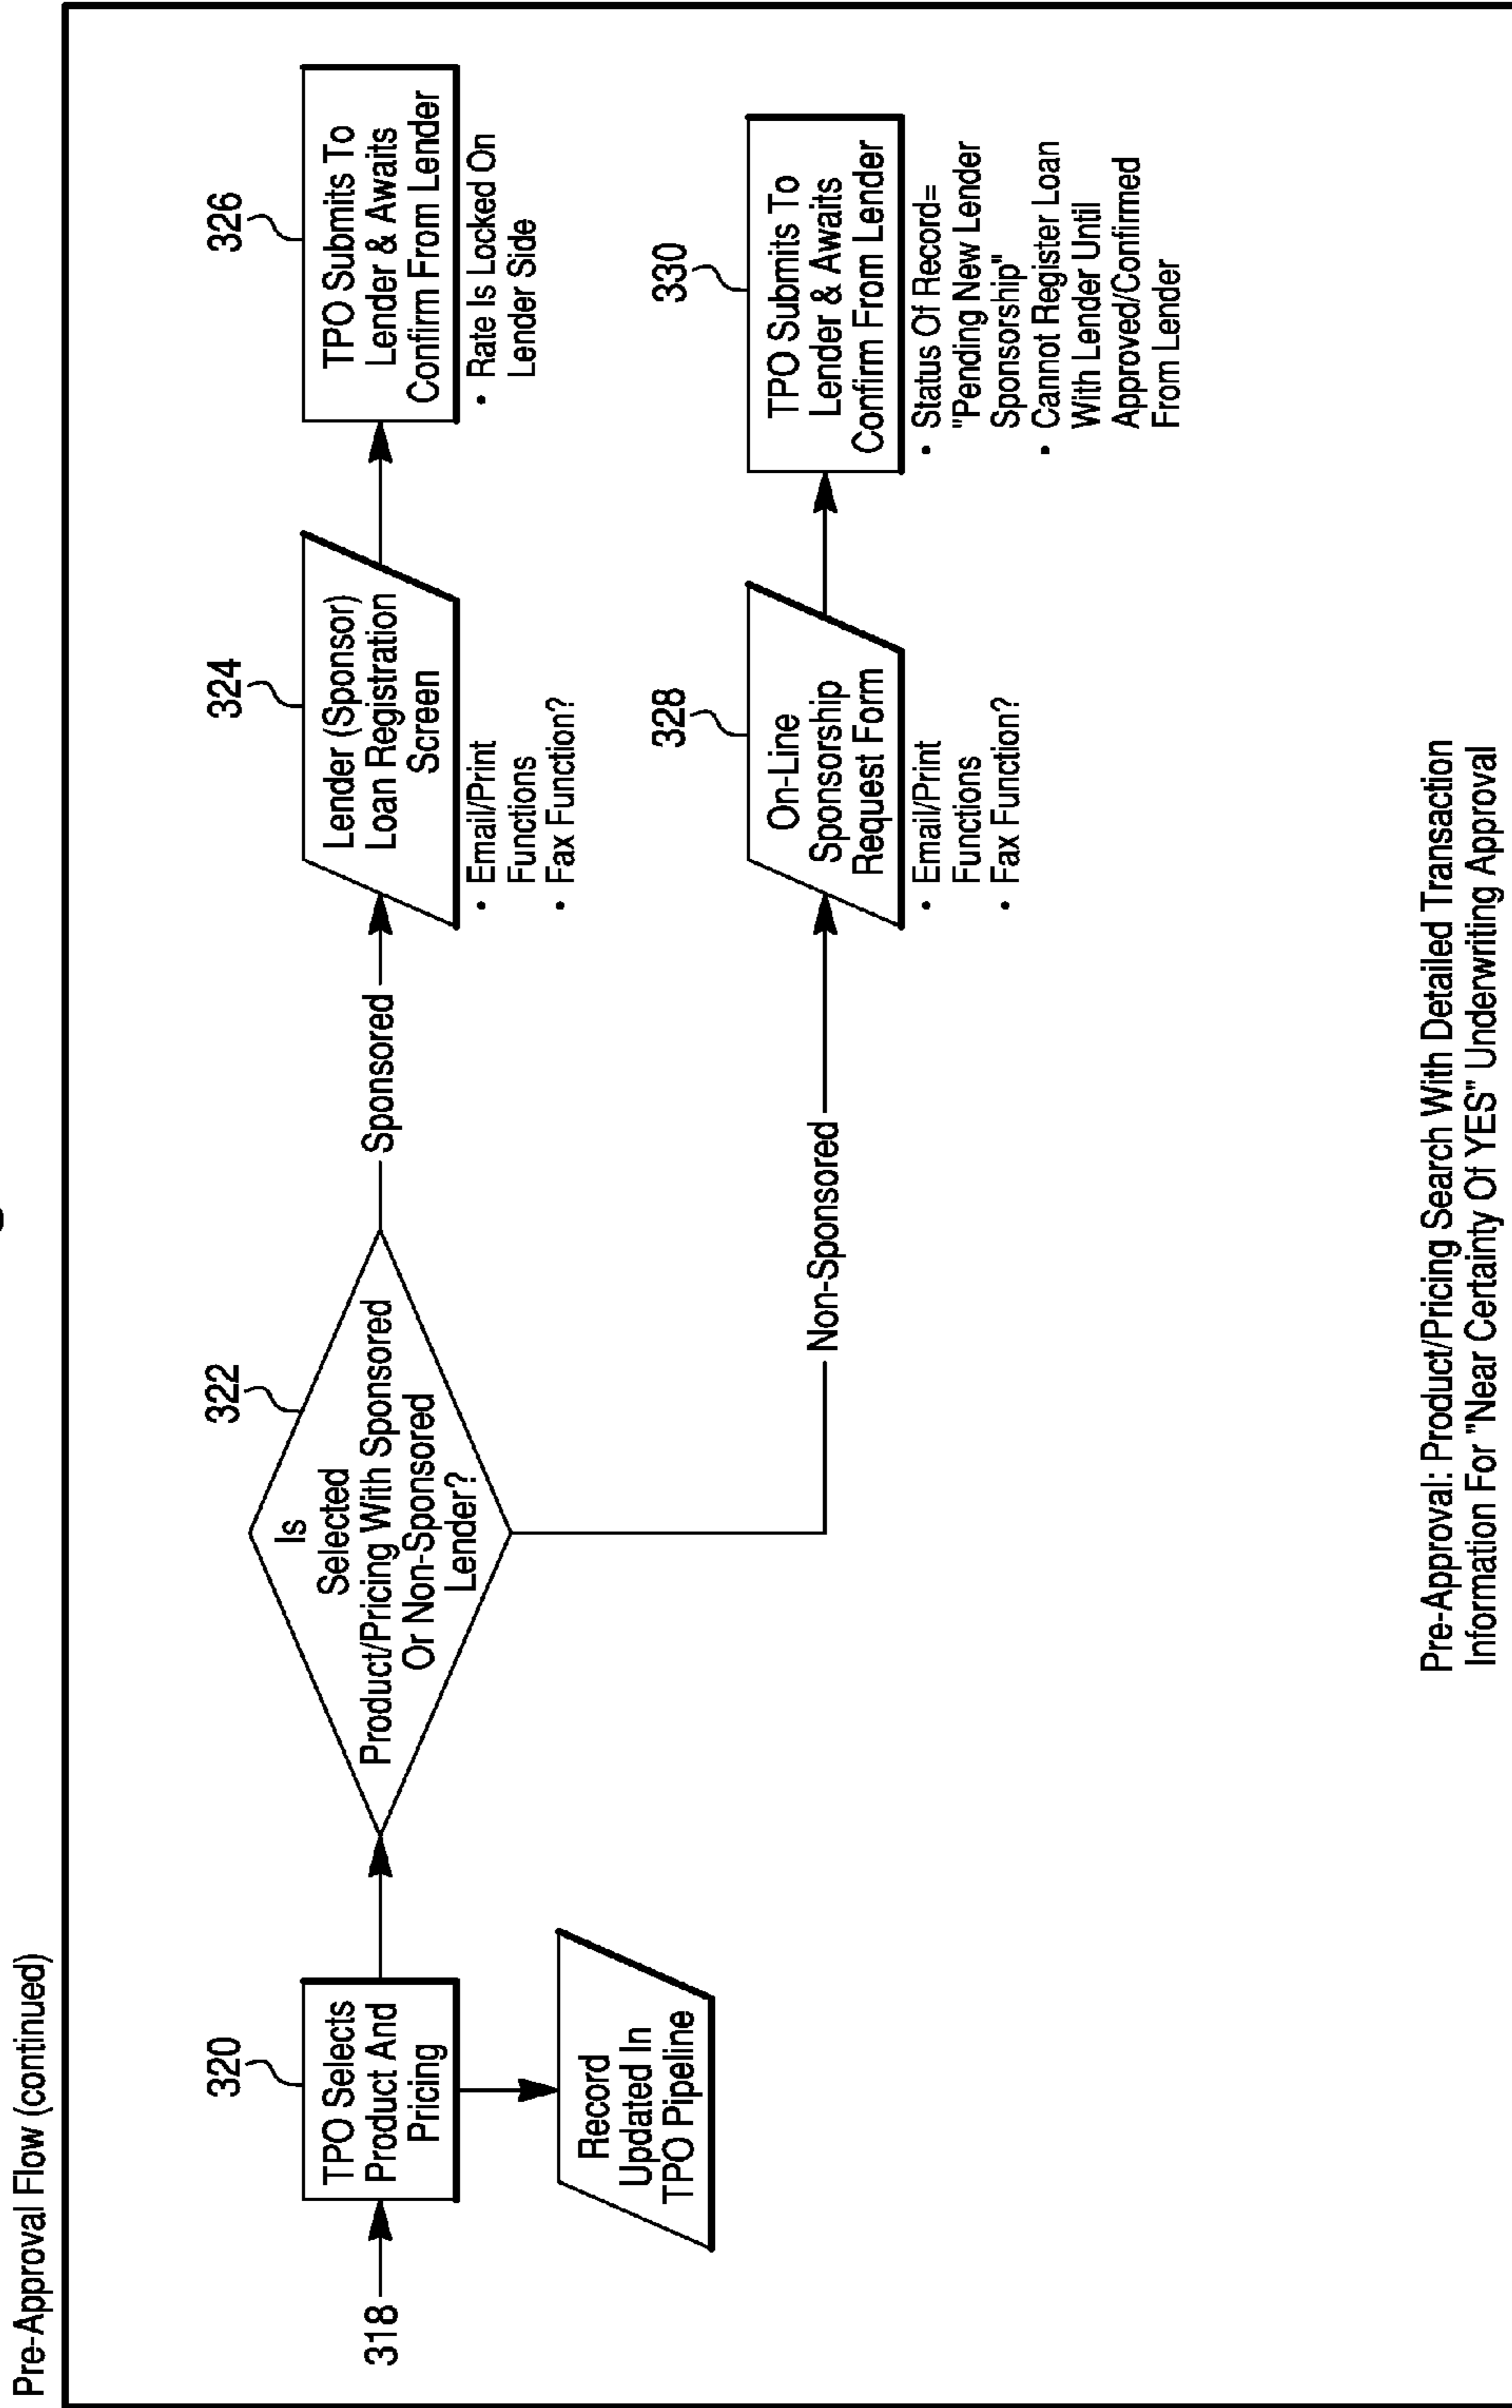 Pre-Approval Flow (continued)
318
320
TPO Selects
Product And
Pricing
Record
Updated In
TPO Pipeline
322
Is
Selected
Product/Pricing With Sponsored
Or Non-Sponsored
Lender?
Sponsored
324
Lender (Sponsor)
Loan Registration
Screen
• Email/Print
Functions
• Fax Function?
326
TPO Submits To
Lender & Awaits
Confirm From Lender
• Rate Is Locked On
Lender Side
Non-Sponsored
328
On-Line
Sponsorship
Request Form
• Email/Print
Functions
• Fax Function?
330
TPO Submits To
Lender & Awaits
Confirm From Lender
• Status Of Record=
"Pending New Lender
Sponsorship"
• Cannot Register Loan
With Lender Until
Approved/Confirmed
From Lender
Pre-Approval: Product/Pricing Search With Detailed Transaction
Information For "Near Certainty Of YES" Underwriting Approval